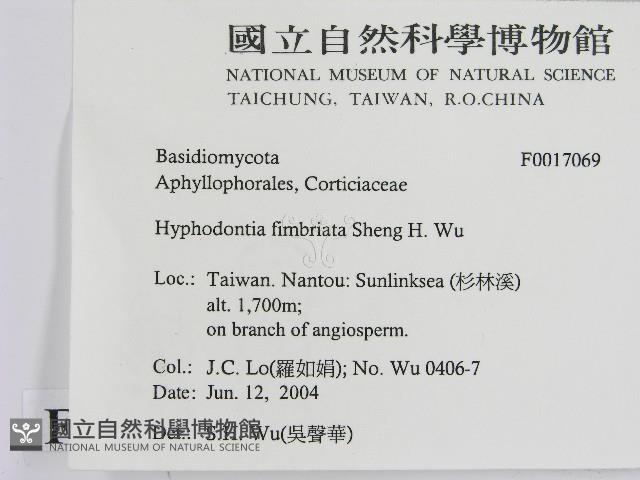 國立自然科學博物館
NATIONAL MUSEUM OF NATURAL SCIENCE
TAICHUNG, TAIWAN, R.O.CHINA
Basidiomycota F0017069
Aphyllophorales, Corticiaceae
Hyphodontia fimbriata Sheng H. Wu
Loc.: Taiwan. Nantou: Sunlinksea (杉林溪)
alt. 1,700m;
on branch of angiosperm.
Col.: J.C. Lo(羅如娟); No. Wu 0406-7
Date: Jun. 12, 2004
Det.: S.H. Wu(吳聲華)
國立自然科學博物館
NATIONAL MUSEUM OF NATURAL SCIENCE